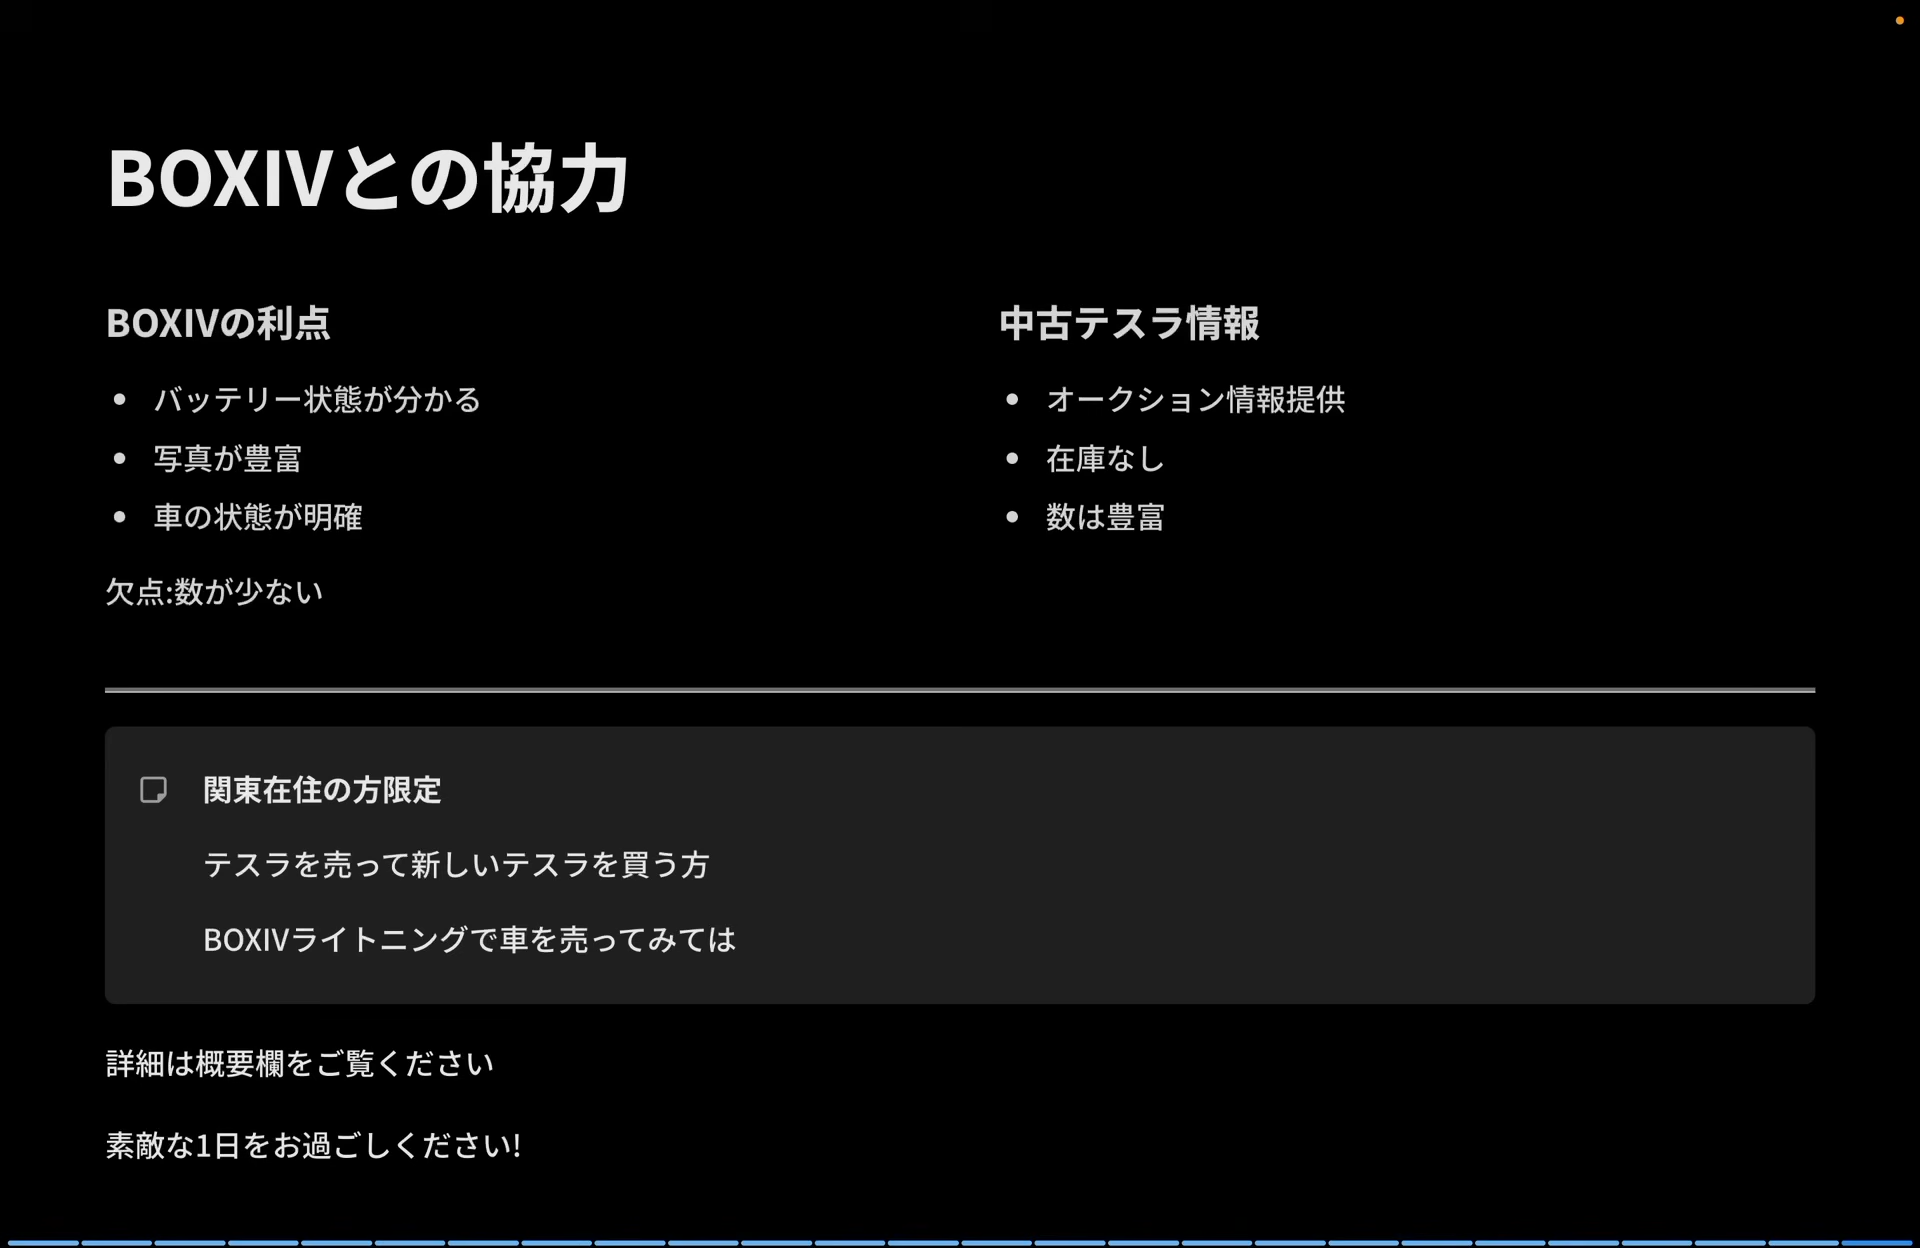 BOXIVとの協力
BOXIVの利点
バッテリー状態が分かる
写真が豊富
車の状態が明確
欠点:数が少ない
中古テスラ情報
オークション情報提供
在庫なし
数は豊富
関東在住の方限定
テスラを売って新しいテスラを買う方
BOXIVライトニングで車を売ってみては
詳細は概要欄をご覧ください
素敵な1日をお過ごしください!